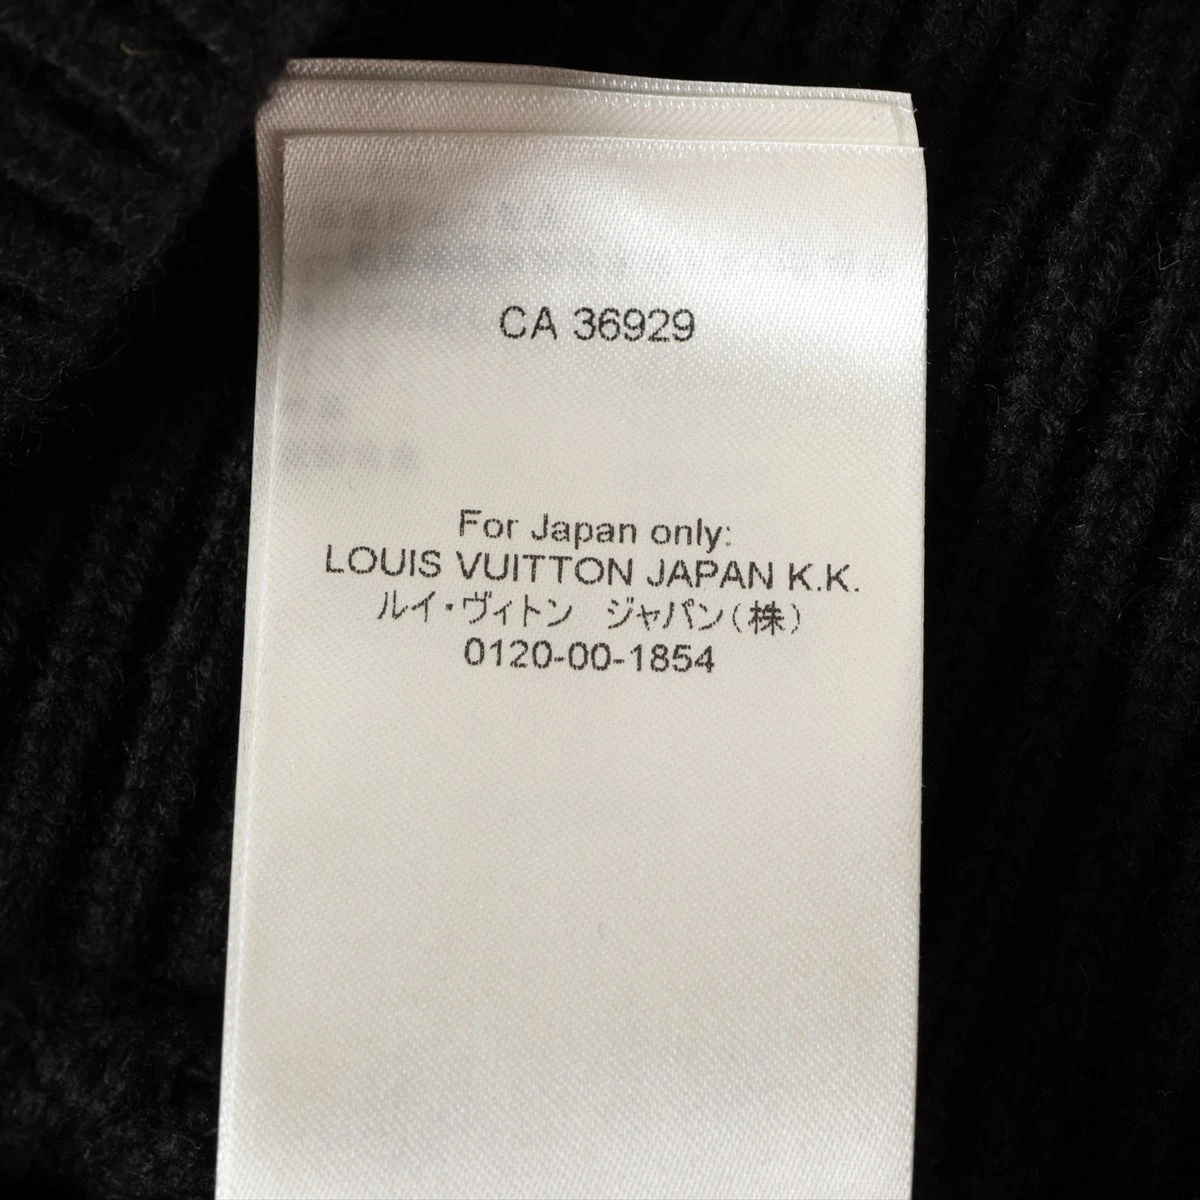 CA 36929
For Japan only:
LOUIS VUITTON JAPAN K.K.
ルイ・ヴィトン ジャパン(株)
0120-00-1854